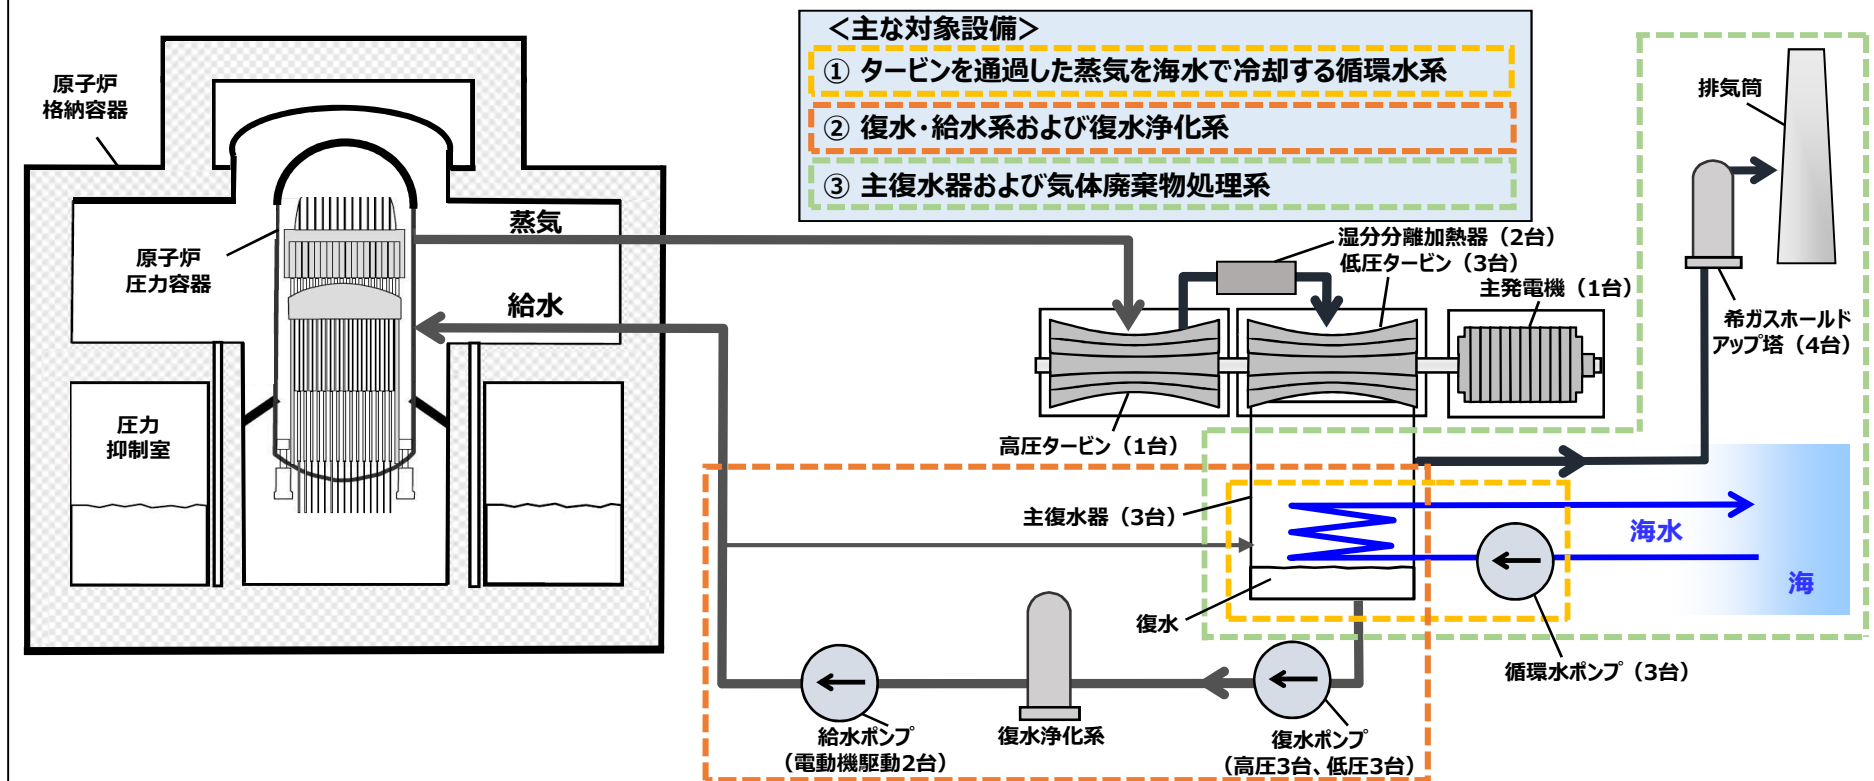 ＜主な対象設備＞
① タービンを通過した蒸気を海水で冷却する循環水系
② 復水・給水系および復水浄化系
③ 主復水器および気体廃棄物処理系
原子炉
格納容器
原子炉
圧力容器
蒸気
給水
圧力
抑制室
湿分分離加熱器（2台）
低圧タービン（3台）
主発電機（1台）
高圧タービン（1台）
排気筒
希ガスホールド
アップ塔（4台）
主復水器（3台）
海水
海
復水
循環水ポンプ（3台）
給水ポンプ
（電動機駆動2台）
復水浄化系
復水ポンプ
（高圧3台、低圧3台）